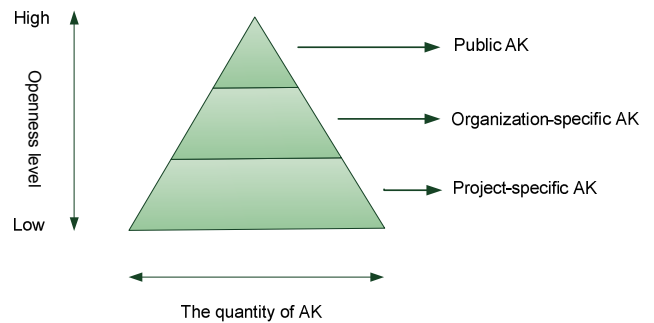 High
Public AK
Openness level
Organization-specific AK
Project-specific AK
Low
The quantity of AK